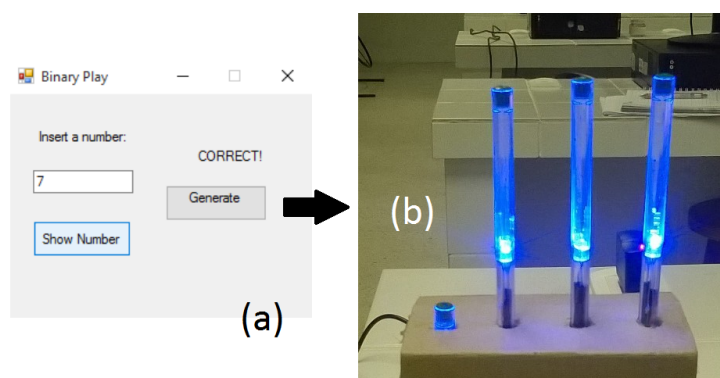 Binary Play
Insert a number:
CORRECT!
7
Generate
Show Number
(a)
(b)